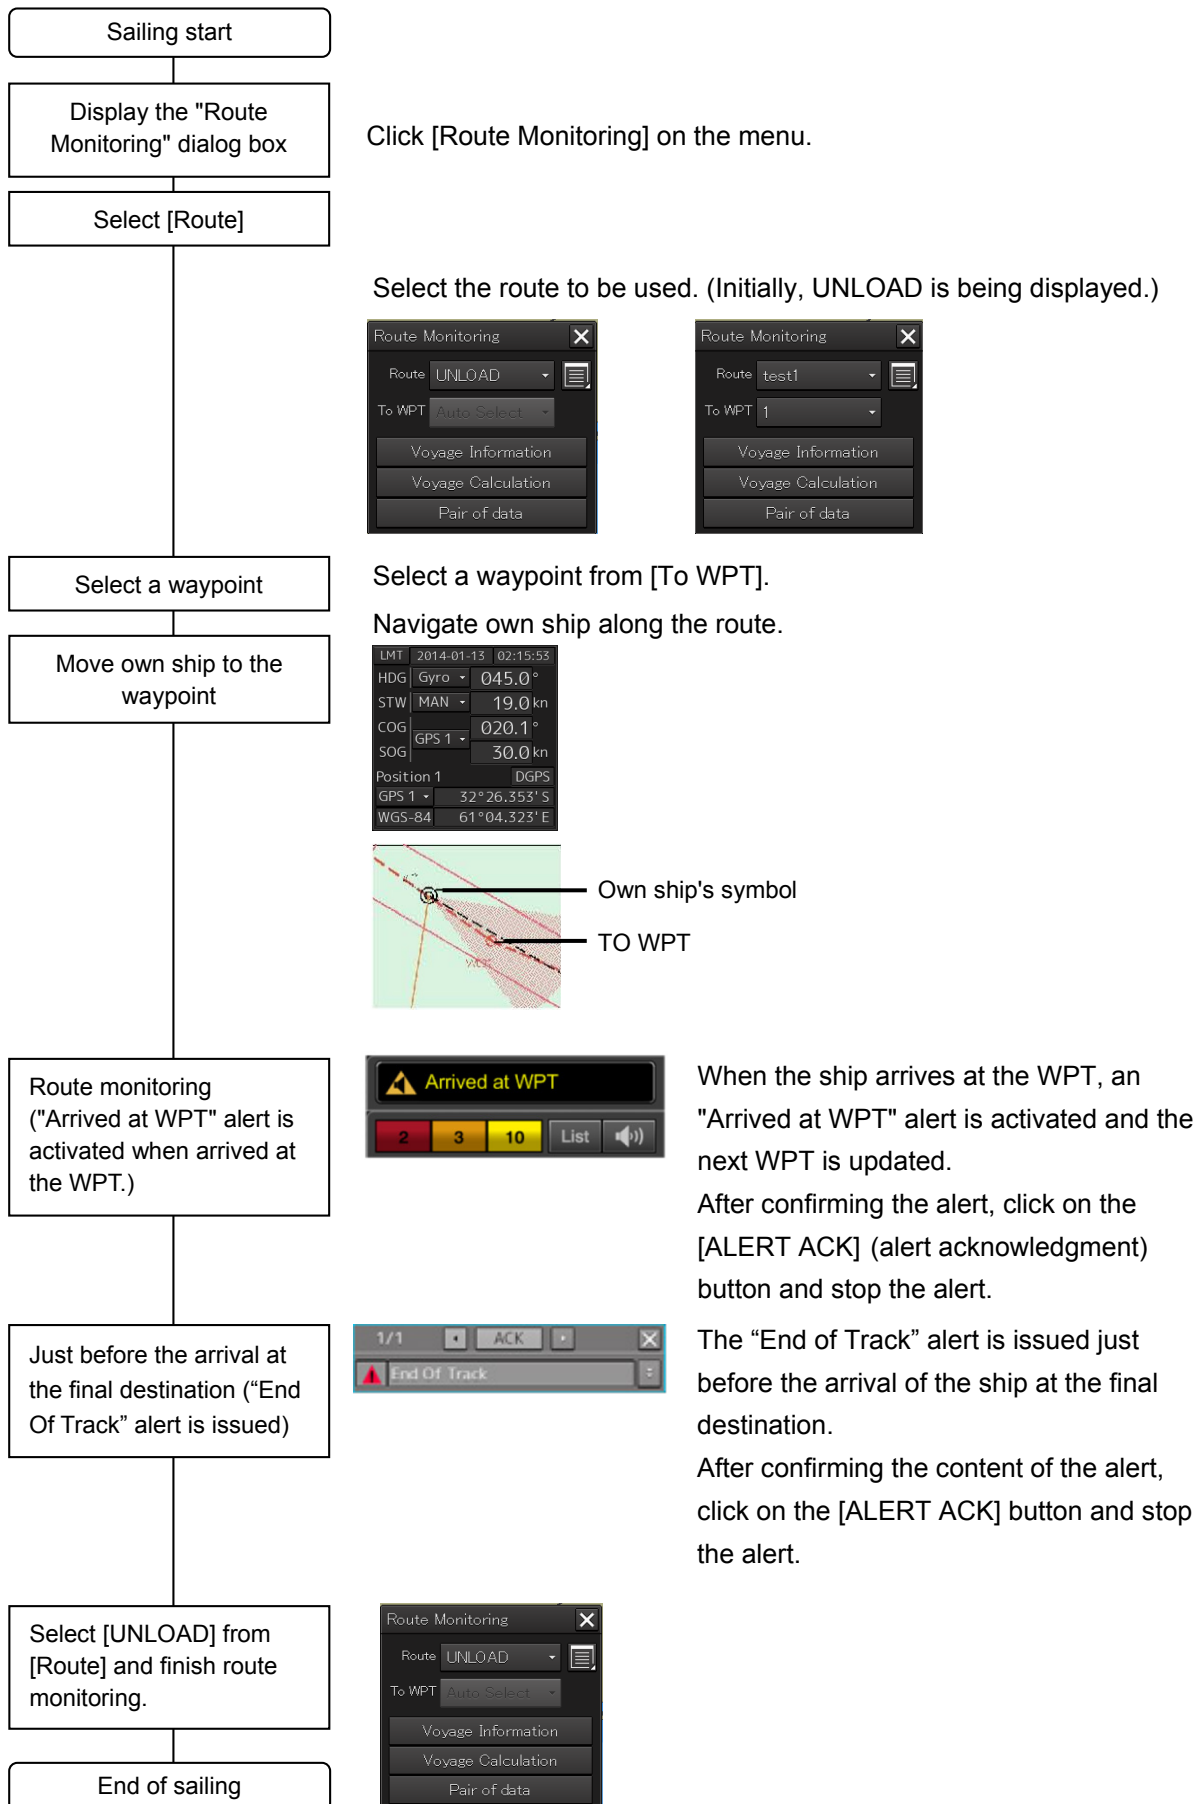 Sailing start
Display the "Route
Monitoring" dialog box
Click [Route Monitoring] on the menu.
Select [Route]
Select the route to be used. (Initially, UNLOAD is being displayed.)
Route Monitoring
Route UNLOAD
To WPT Auto Select
Voyage Information
Voyage Calculation
Pair of data
Route Monitoring
Route test1
To WPT 1
Voyage Information
Voyage Calculation
Pair of data
Select a waypoint
Select a waypoint from [To WPT].
Move own ship to the
waypoint
Navigate own ship along the route.
LMT 2014-01-13 02:15:53
HDG Gyro 045.0°
STW MAN 19.0 kn
COG GPS 1 020.1°
SOG 30.0 kn
Position 1 DGPS
GPS 1 32°26.353'S
WGS-84 61°04.323'E
Own ship's symbol
TO WPT
Route monitoring
("Arrived at WPT" alert is
activated when arrived at
the WPT.)
Arrived at WPT
2 3 10 List
When the ship arrives at the WPT, an
"Arrived at WPT" alert is activated and the
next WPT is updated.
After confirming the alert, click on the
[ALERT ACK] (alert acknowledgment)
button and stop the alert.
Just before the arrival at
the final destination (“End
Of Track” alert is issued)
1/1 ACK
End Of Track
The “End of Track” alert is issued just
before the arrival of the ship at the final
destination.
After confirming the content of the alert,
click on the [ALERT ACK] button and stop
the alert.
Select [UNLOAD] from
[Route] and finish route
monitoring.
Route Monitoring
Route UNLOAD
To WPT Auto Select
Voyage Information
Voyage Calculation
Pair of data
End of sailing